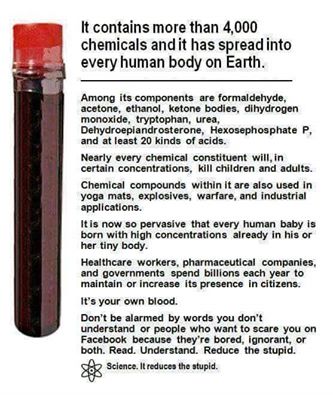 It contains more than 4,000
chemicals and it has spread into
every human body on Earth.
Among its components are formaldehyde,
acetone, ethanol, ketone bodies, dihydrogen
monoxide, tryptophan, urea,
Dehydroepiandrosterone, Hexosephosphate P,
and at least 20 kinds of acids.
Nearly every chemical constituent will, in
certain concentrations, kill children and adults.
Chemical compounds within it are also used in
yoga mats, explosives, warfare, and industrial
applications.
It is now so pervasive that every human baby is
born with high concentrations already in his or
her tiny body.
Healthcare workers, pharmaceutical companies,
and governments spend billions each year to
maintain or increase its presence in citizens.
It's your own blood.
Don't be alarmed by words you don't
understand or people who want to scare you on
Facebook because they're bored, ignorant, or
both. Read. Understand. Reduce the stupid.
Science. It reduces the stupid.